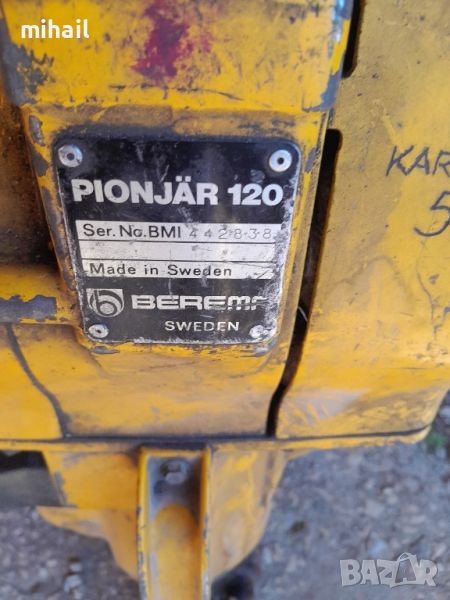 mihail
PIONJÄR 120
Ser. No. BMI 442838
Made in Sweden
BEREMA
SWEDEN
KAR
5
BAZAR